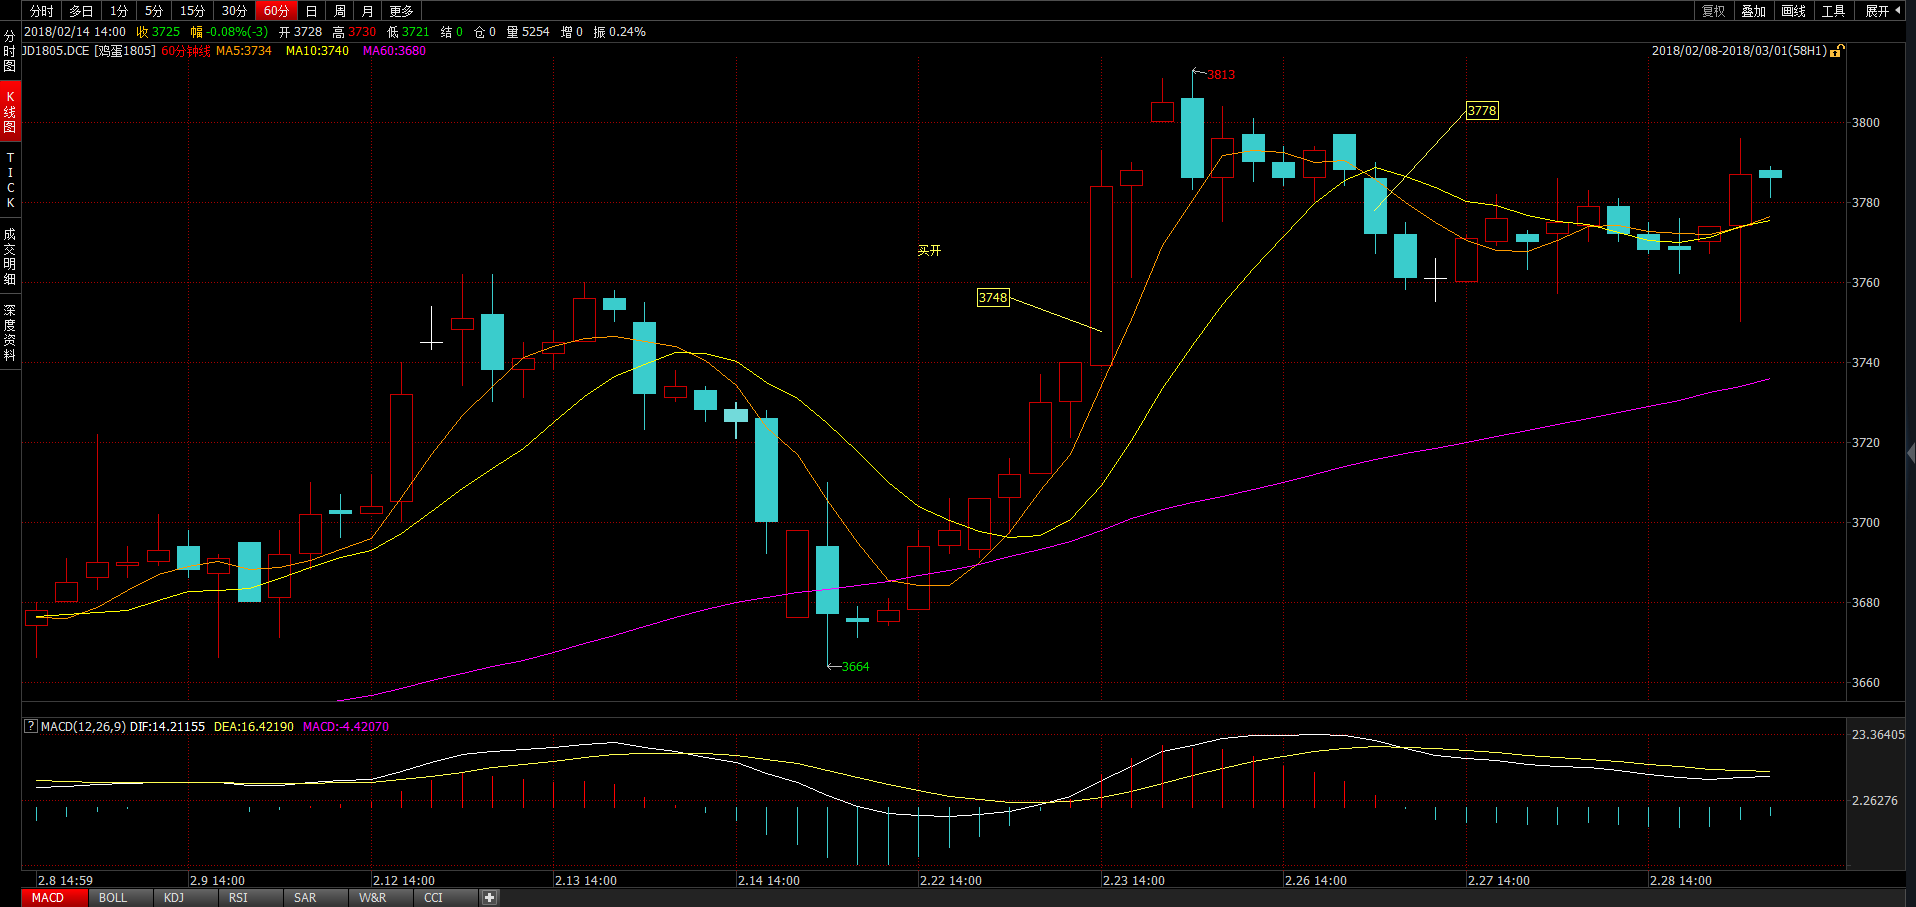 分时 多日 1分 5分 15分 30分 60分 日 周 月 更多 复权 叠加 画线 工具 展开
2018/02/14 14:00 收 3725 幅 -0.08%(-3) 开 3728 高 3730 低 3721 结 0 仓 0 量 5254 增 0 振 0.24%
JD1805.DCE [鸡蛋1805] 60分钟线 MA5:3734 MA10:3740 MA60:3680 2018/02/08-2018/03/01(58H1)
分时图
K线图
TICK
成交明细
深度资料
3813
3778
3800
3780
买开
3760
3748
3740
3720
3700
3680
3664
3660
? MACD(12,26,9) DIF:14.21155 DEA:16.42190 MACD:-4.42070
23.36405
2.26276
2.8 14:59 2.9 14:00 2.12 14:00 2.13 14:00 2.14 14:00 2.22 14:00 2.23 14:00 2.26 14:00 2.27 14:00 2.28 14:00
MACD BOLL KDJ RSI SAR W&R CCI